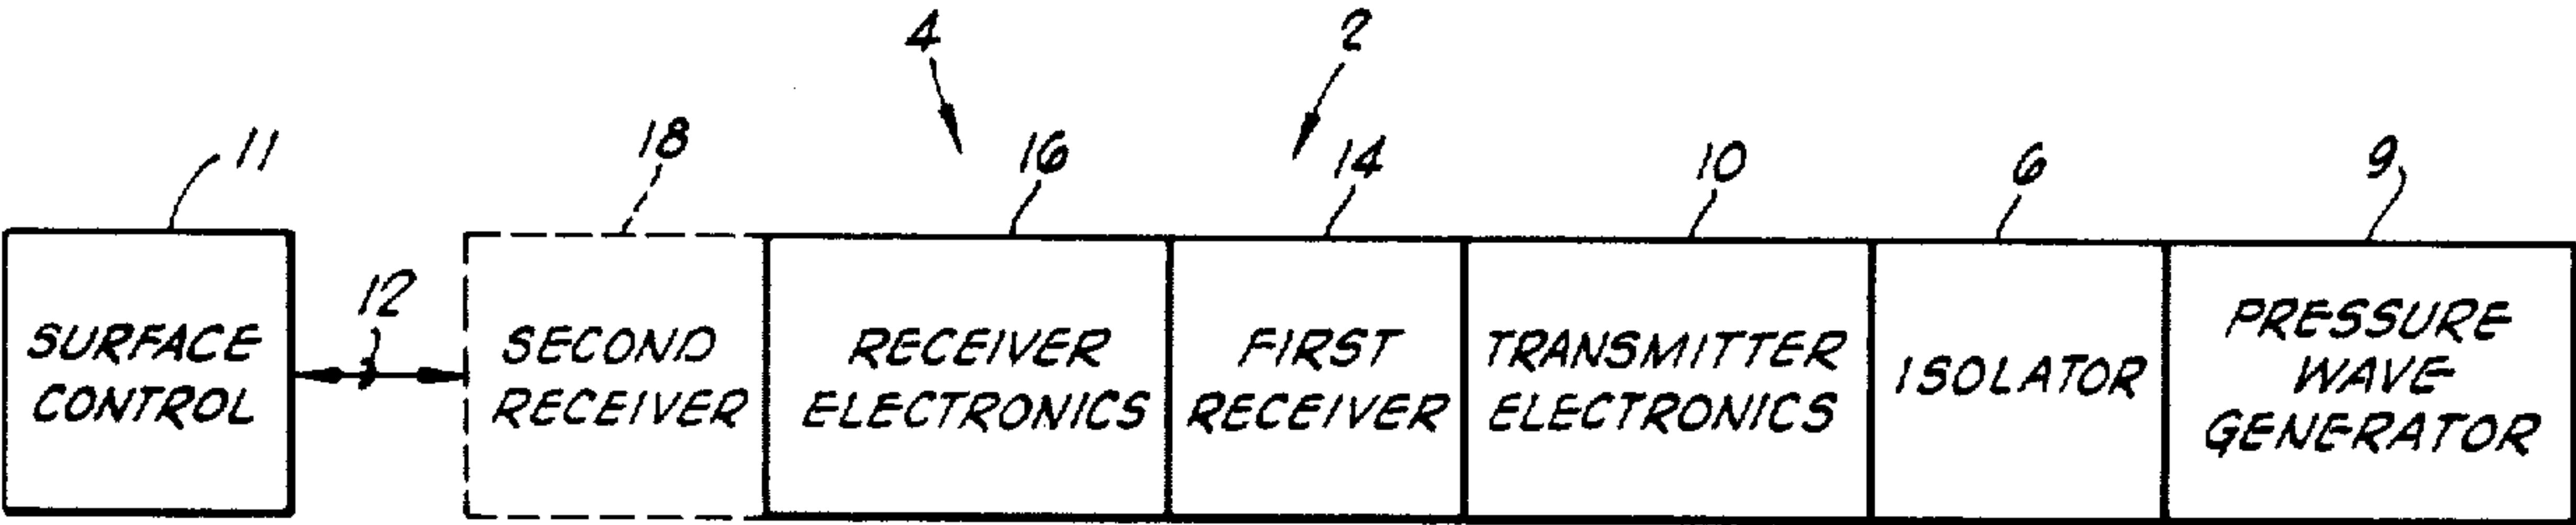 4
2
11
18
16
14
10
6
9
12
SURFACE
CONTROL
SECOND
RECEIVER
RECEIVER
ELECTRONICS
FIRST
RECEIVER
TRANSMITTER
ELECTRONICS
ISOLATOR
PRESSURE
WAVE
GENERATOR